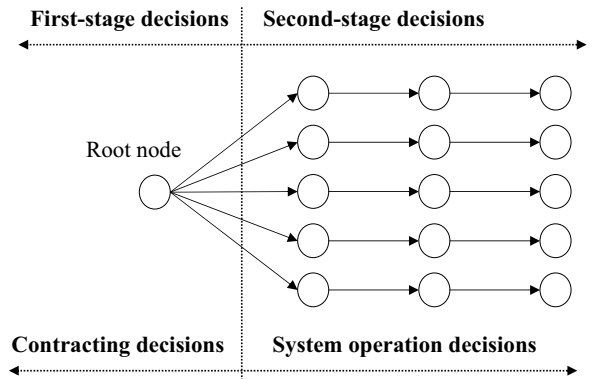 First-stage decisions
Second-stage decisions
Root node
Contracting decisions
System operation decisions